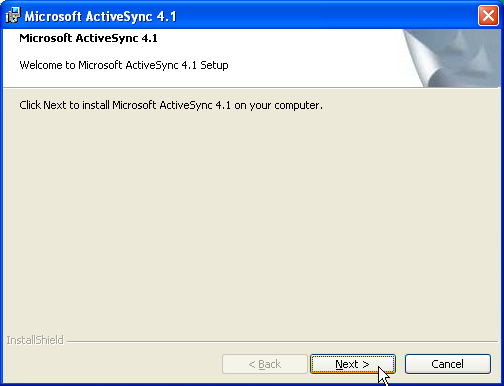 Microsoft ActiveSync 4.1
Microsoft ActiveSync 4.1
Welcome to Microsoft ActiveSync 4.1 Setup
Click Next to install Microsoft ActiveSync 4.1 on your computer.
InstallShield
< Back
Next >
Cancel